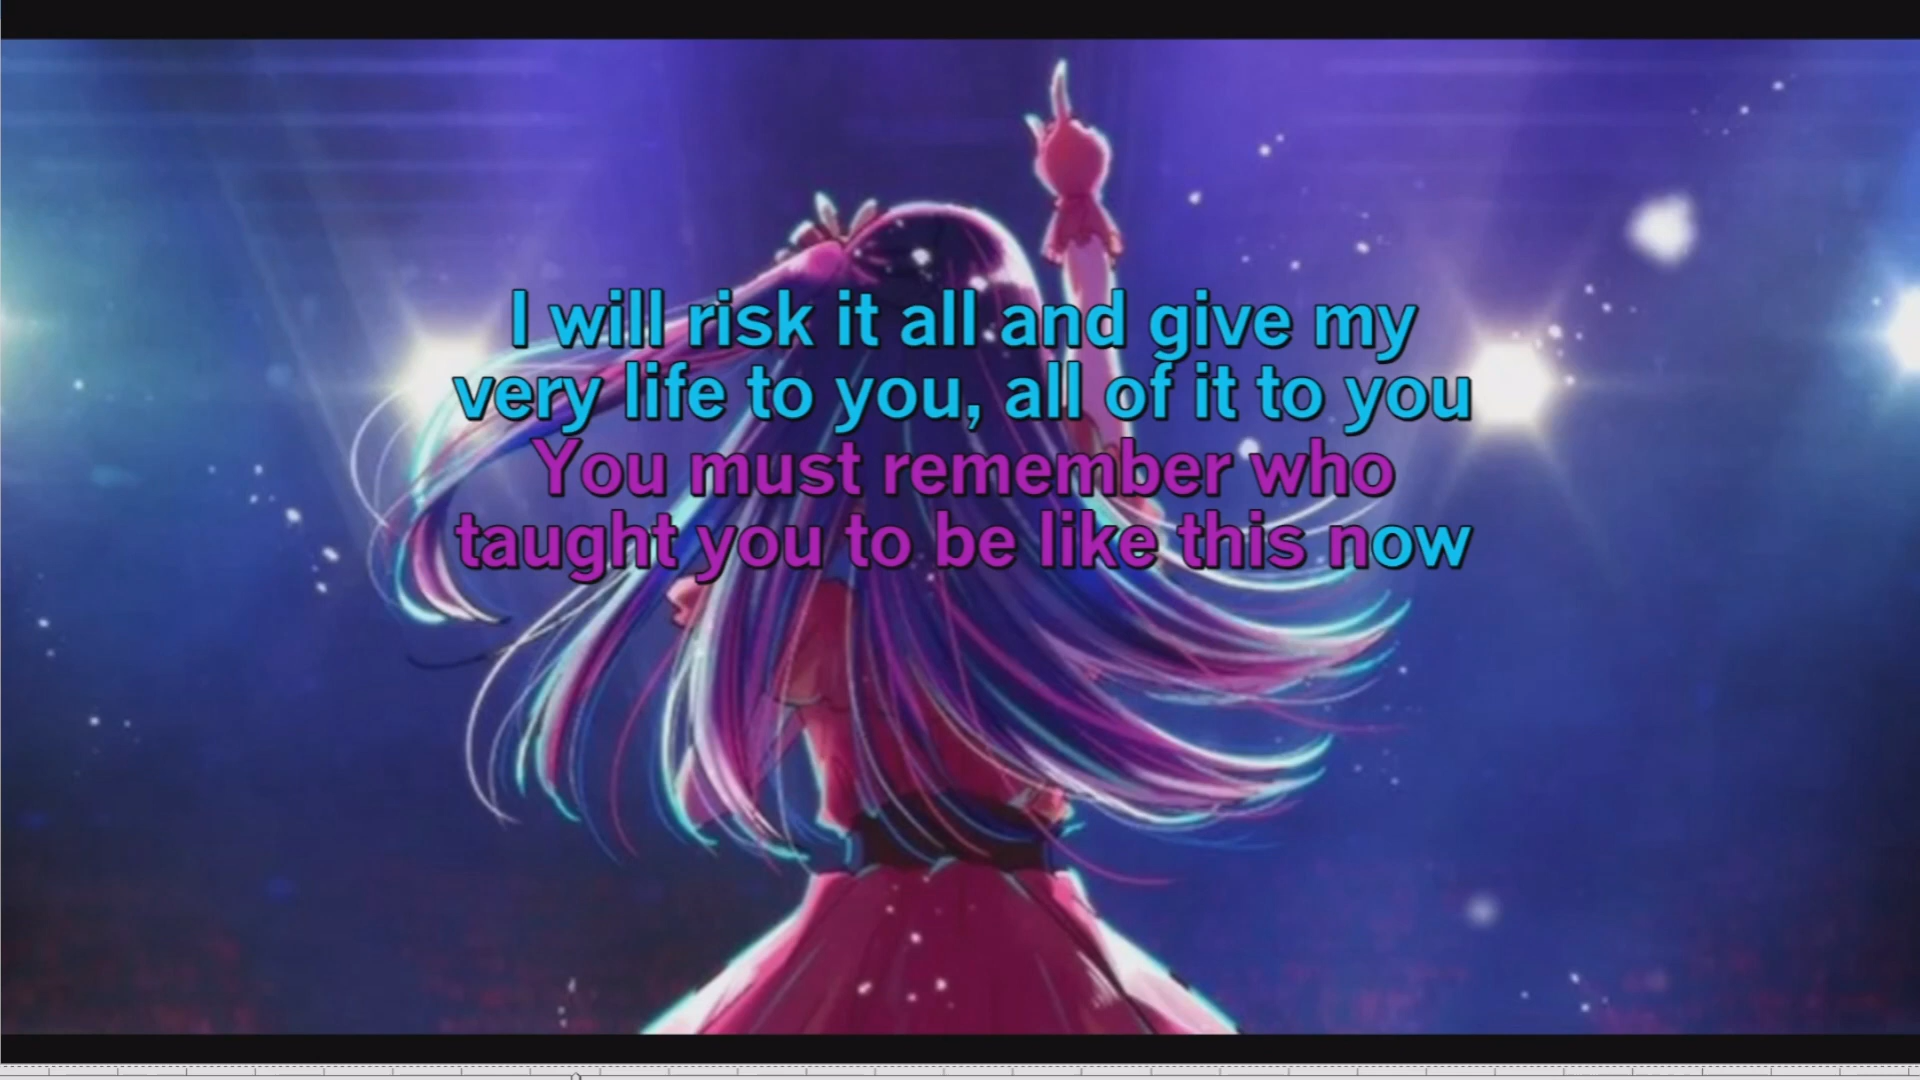 I will risk it all and give my
very life to you, all of it to you
You must remember who
taught you to be like this now